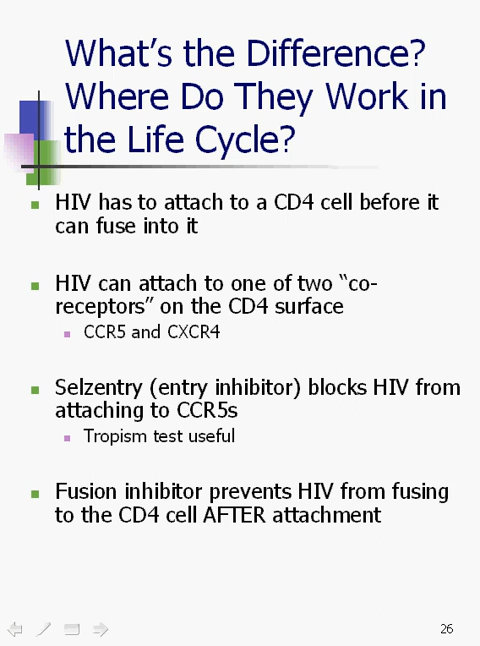 What's the Difference?
Where Do They Work in
the Life Cycle?
HIV has to attach to a CD4 cell before it
can fuse into it
HIV can attach to one of two “co-
receptors” on the CD4 surface
CCR5 and CXCR4
Selzentry (entry inhibitor) blocks HIV from
attaching to CCR5s
Tropism test useful
Fusion inhibitor prevents HIV from fusing
to the CD4 cell AFTER attachment
26